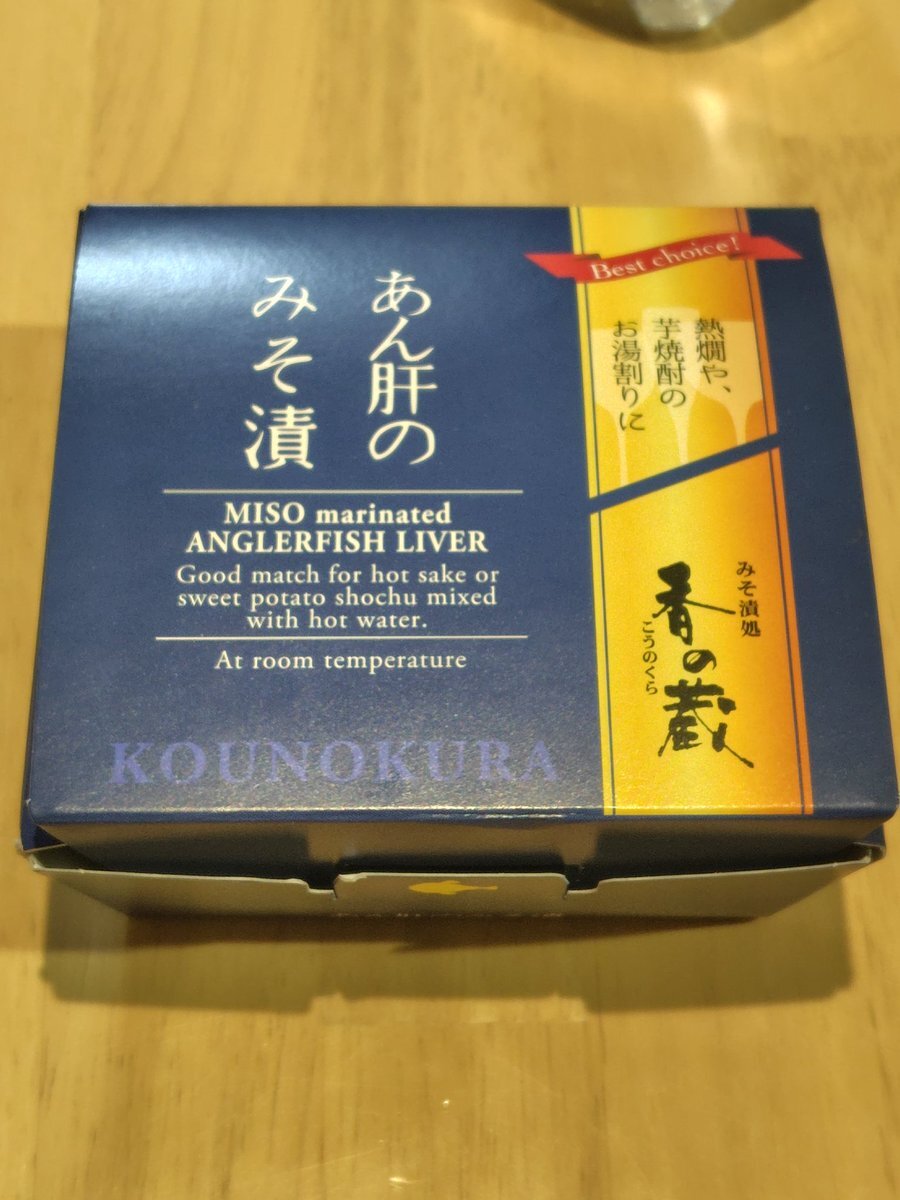 あん肝の
みそ漬
MISO marinated
ANGLERFISH LIVER
Good match for hot sake or
sweet potato shochu mixed
with hot water.
At room temperature
KOUNOKURA
Best choice!
熱燗や、
芋焼酎の
お湯割りに
みそ漬処
香の蔵
こうのくら